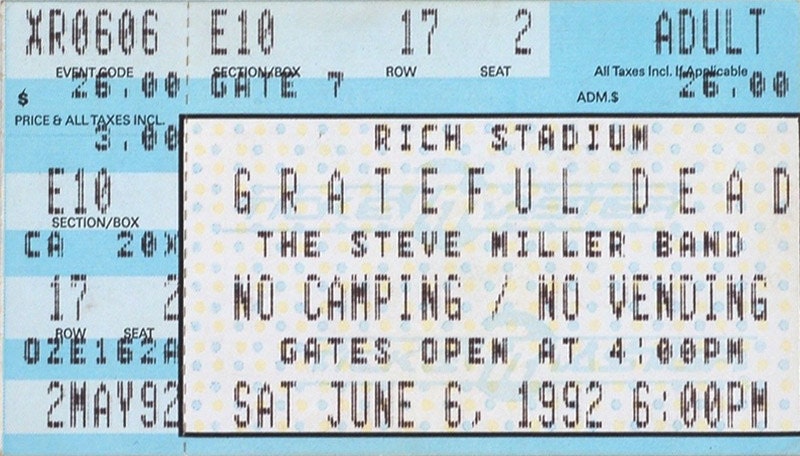 XR0606 E10 17 2 ADULT
EVENT CODE SECTION/BOX ROW SEAT All Taxes Incl. If Applicable
$ 26.00 GATE 7 ADM.$ 26.00
PRICE & ALL TAXES INCL.
3.00 RICH STADIUM
E10 GRATEFUL DEAD
SECTION/BOX
CA 20X THE STEVE MILLER BAND
17 2 NO CAMPING / NO VENDING
ROW SEAT
OZE162A GATES OPEN AT 4:00PM
2MAY92 SAT JUNE 6, 1992 6:00PM